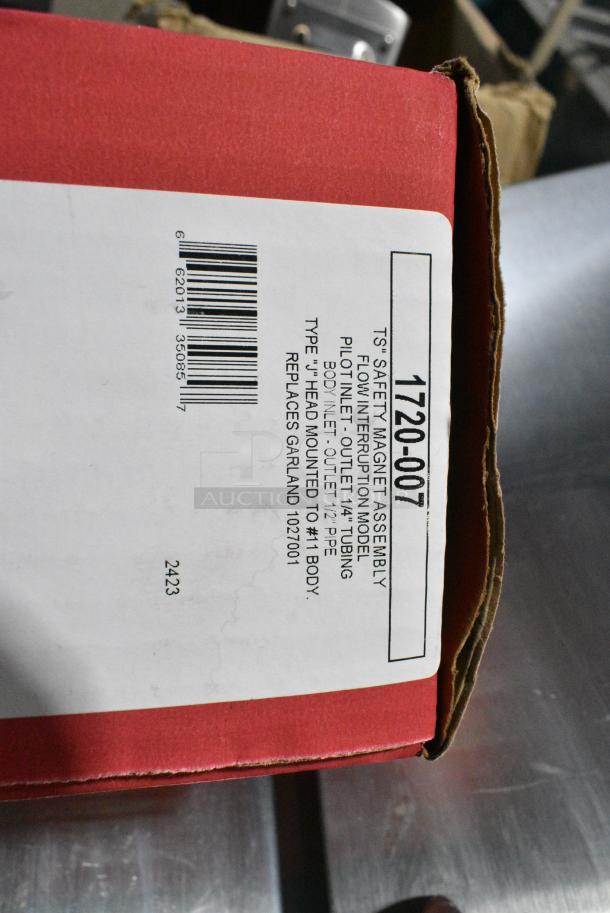 1720-007
TS" SAFETY MAGNET ASSEMBLY
FLOW INTERRUPTION MODEL
PILOT INLET - OUTLET 1/4" TUBING
BODY INLET - OUTLET 1/2" PIPE
TYPE "J" HEAD MOUNTED TO #11 BODY.
REPLACES GARLAND 1027001
6 62013 35085 7
2423